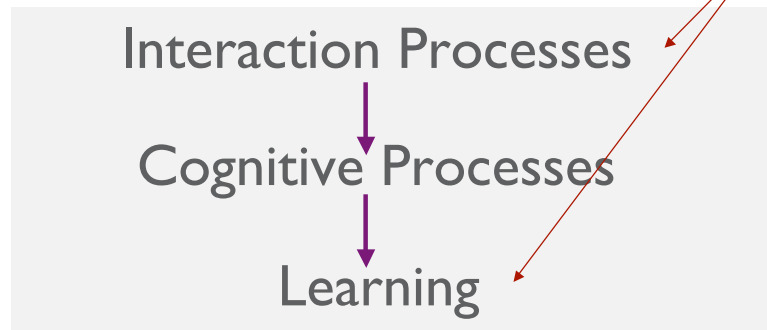 Interaction Processes
Cognitive Processes
Learning